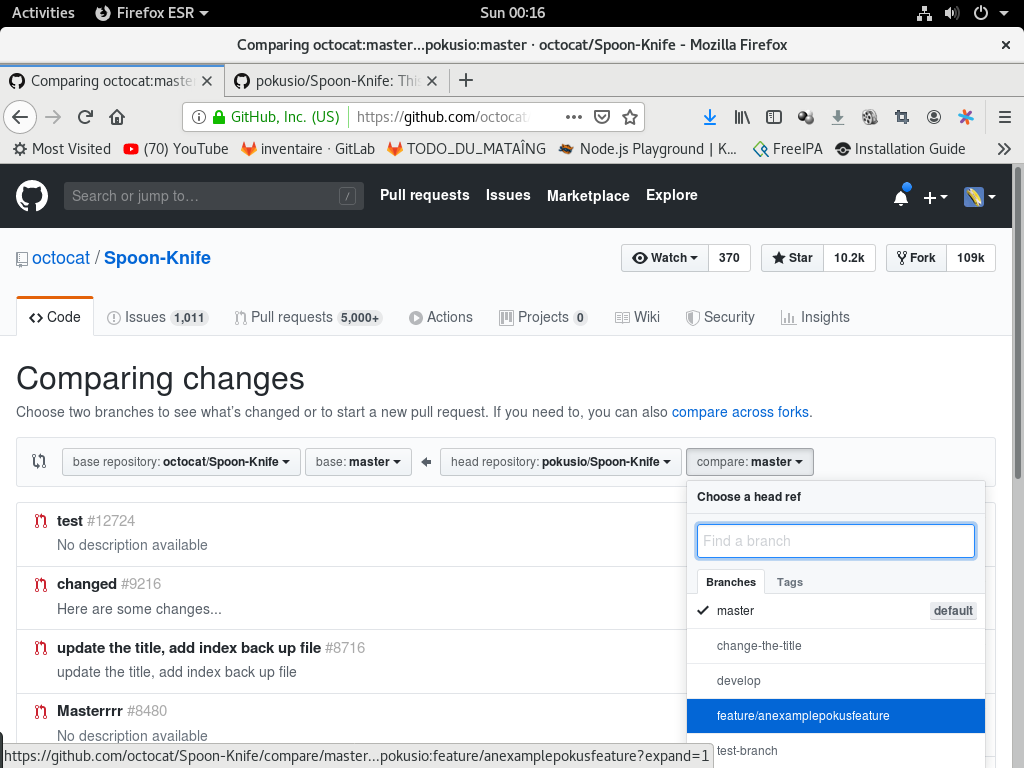 Activities Firefox ESR Sun 00:16
Comparing octocat:master...pokusio:master · octocat/Spoon-Knife - Mozilla Firefox
Comparing octocat:maste pokusio/Spoon-Knife: This
GitHub, Inc. (US) https://github.com/octocat
Most Visited (70) YouTube inventaire · GitLab TODO_DU_MATAÎNG Node.js Playground | K... FreeIPA Installation Guide
Search or jump to… / Pull requests Issues Marketplace Explore
octocat / Spoon-Knife Watch 370 Star 10.2k Fork 109k
Code Issues 1,011 Pull requests 5,000+ Actions Projects 0 Wiki Security Insights
Comparing changes
Choose two branches to see what's changed or to start a new pull request. If you need to, you can also compare across forks.
base repository: octocat/Spoon-Knife base: master head repository: pokusio/Spoon-Knife compare: master
Choose a head ref
Find a branch
Branches Tags
master default
change-the-title
develop
feature/anexamplepokusfeature
test-branch
test #12724
No description available
changed #9216
Here are some changes...
update the title, add index back up file #8716
update the title, add index back up file
Masterrrr #8480
No description available
https://github.com/octocat/Spoon-Knife/compare/master...pokusio:feature/anexamplepokusfeature?expand=1